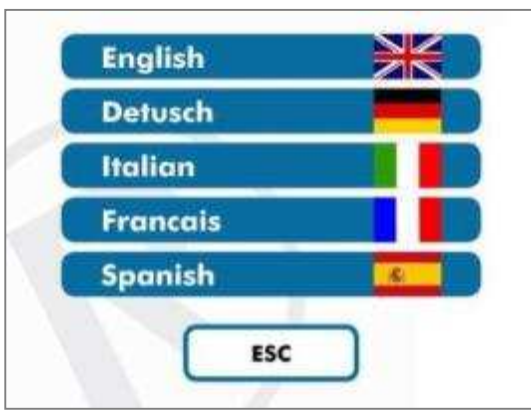 English
Detusch
Italian
Francais
Spanish
ESC